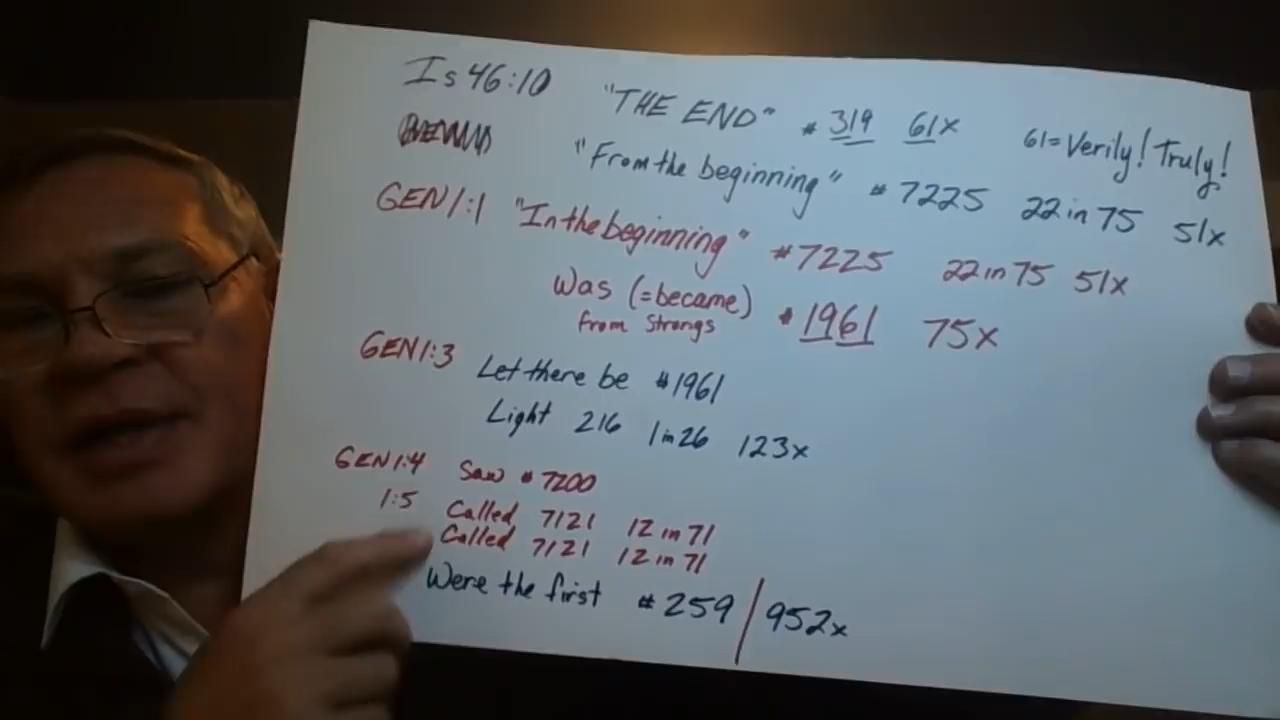 Is 46:10 "THE END" # 319 61x 61=Verily! Truly!
"From the beginning" # 7225 22 in 75 51x
GEN 1:1 "In the beginning" #7225 22 in 75 51x
Was (=became) # 1961 75x
from Strongs
GEN 1:3 Let there be #1961
Light 216 1 in 26 123x
GEN 1:4 Saw # 7200
1:5 Called 7121 12 in 71
Called 7121 12 in 71
Were the first #259 | 952x